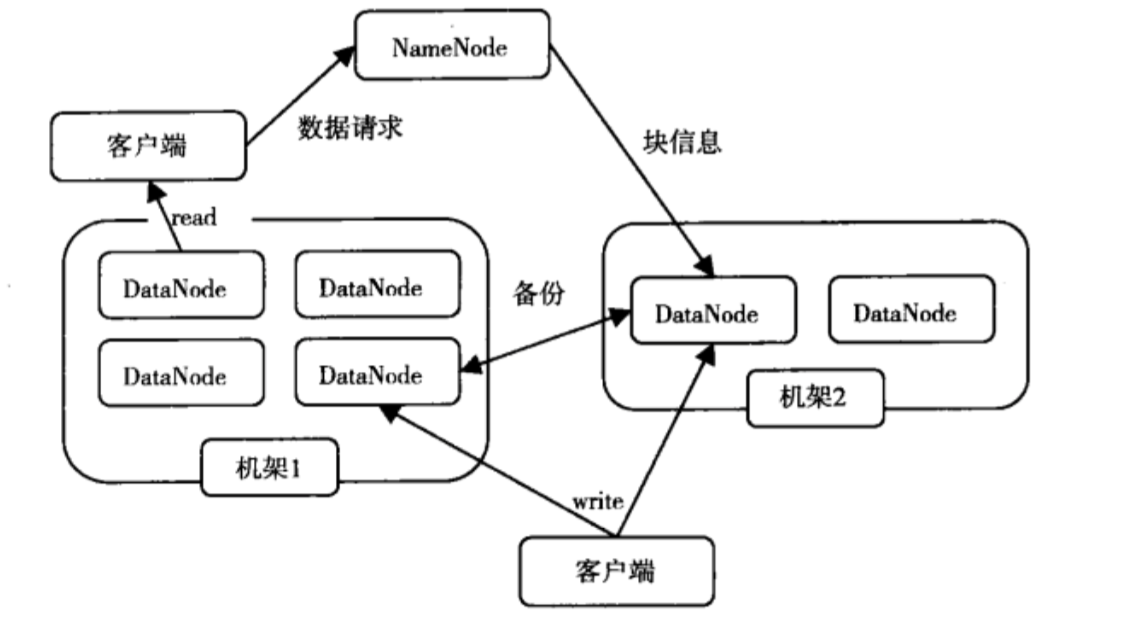 NameNode
数据请求
客户端
块信息
read
DataNode
DataNode
备份
DataNode
DataNode
DataNode
DataNode
机架2
机架1
write
客户端